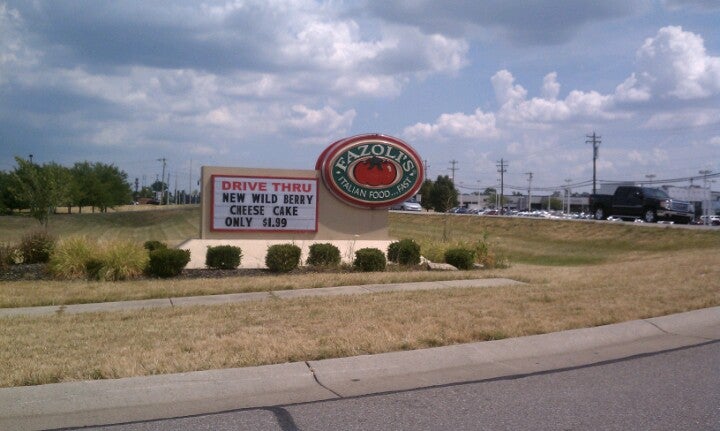 DRIVE THRU
NEW WILD BERRY
CHEESE CAKE
ONLY $1.99
FAZOLI'S
ITALIAN FOOD...FAST